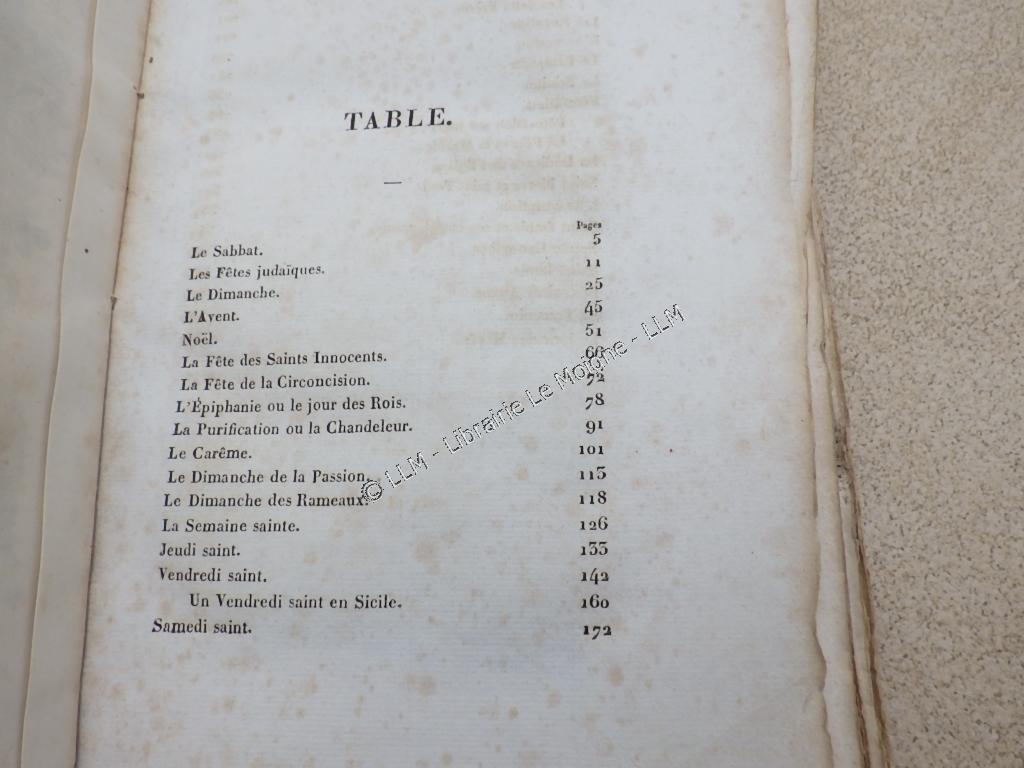 TABLE.
Pages
Le Sabbat. 5
Les Fêtes judaïques. 11
Le Dimanche. 25
L'Avent. 45
Noël. 51
La Fête des Saints Innocents. 66
La Fête de la Circoncision. 72
L'Épiphanie ou le jour des Rois. 78
La Purification ou la Chandeleur. 91
Le Carême. 101
Le Dimanche de la Passion. 113
Le Dimanche des Rameaux. 118
La Semaine sainte. 126
Jeudi saint. 133
Vendredi saint. 142
Un Vendredi saint en Sicile. 160
Samedi saint. 172
© LLM - Librairie Le Moigne - LLM